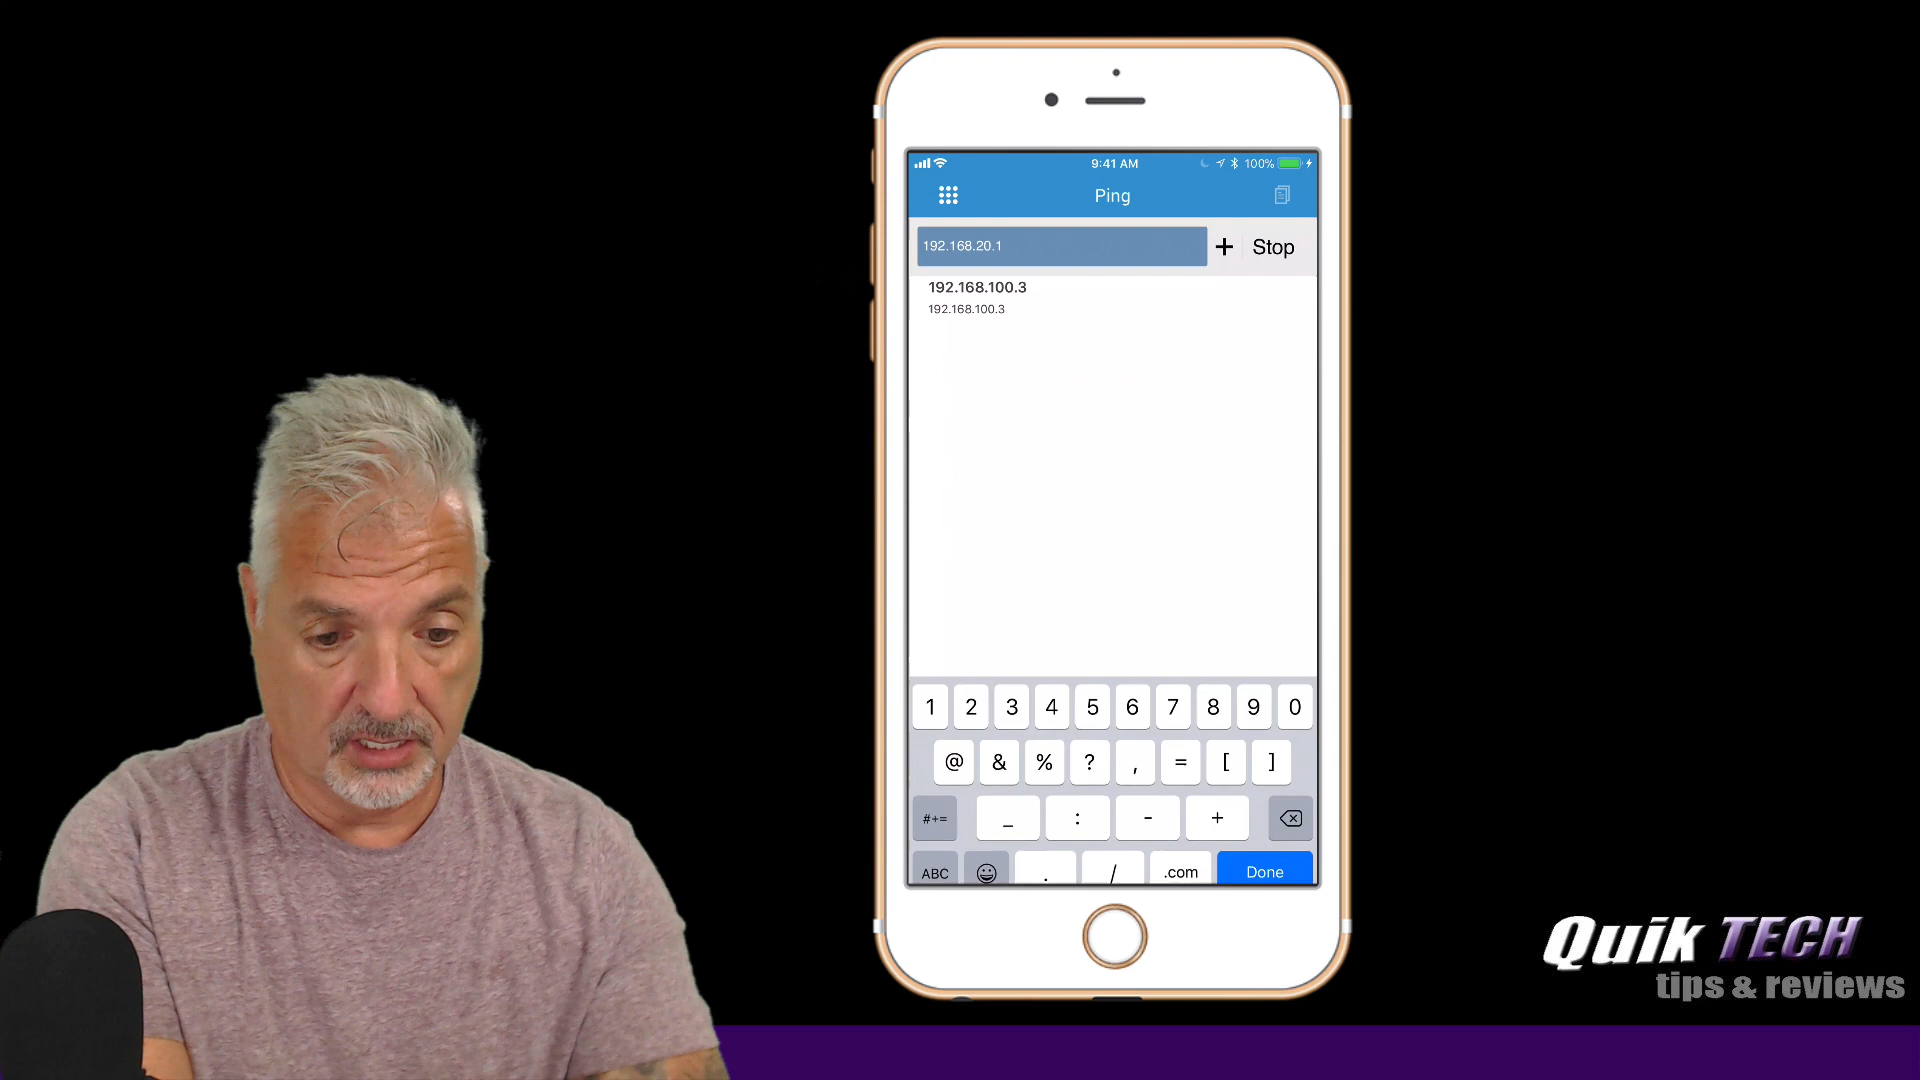 9:41 AM
100%
Ping
192.168.20.1
+ Stop
192.168.100.3
192.168.100.3
1 2 3 4 5 6 7 8 9 0
@ & % ? , = [ ]
#+= _ : - +
ABC . / .com Done
Quik TECH
tips & reviews